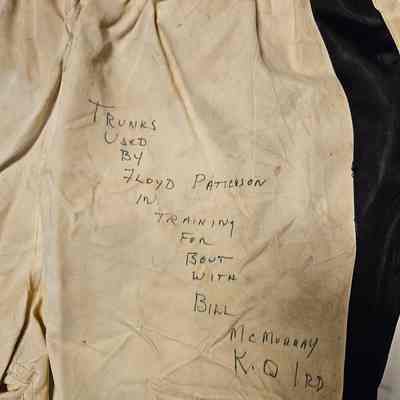 TRUNKS
USED
BY
FLOYD PATTERSON
IN
TRAINING
FOR
BOUT
WITH
BILL
MCMURRAY
K.O 1RD